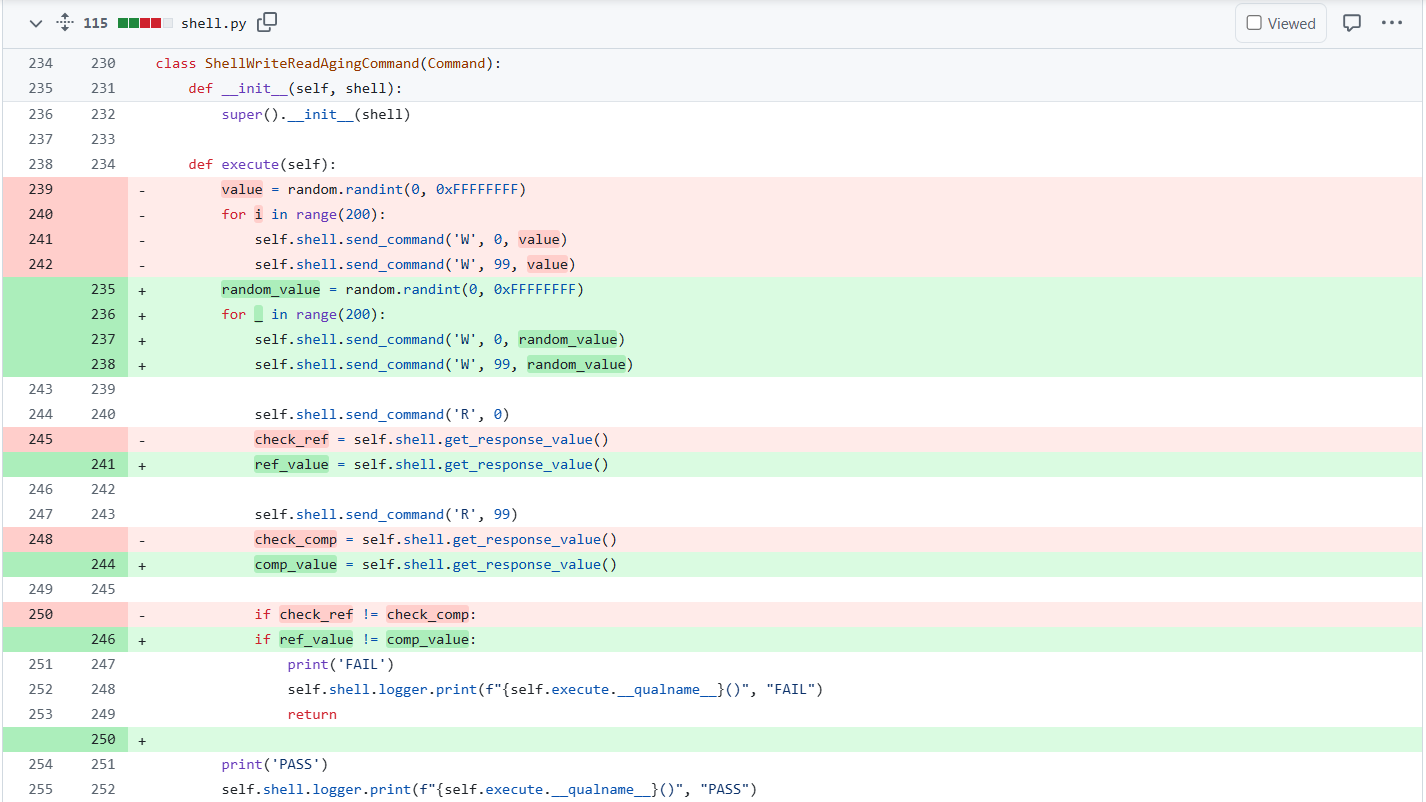 115 shell.py Viewed
234 230 class ShellWriteReadAgingCommand(Command):
235 231     def __init__(self, shell):
236 232         super().__init__(shell)
237 233
238 234     def execute(self):
239 -         value = random.randint(0, 0xFFFFFFFF)
240 -         for i in range(200):
241 -             self.shell.send_command('W', 0, value)
242 -             self.shell.send_command('W', 99, value)
235 +         random_value = random.randint(0, 0xFFFFFFFF)
236 +         for _ in range(200):
237 +             self.shell.send_command('W', 0, random_value)
238 +             self.shell.send_command('W', 99, random_value)
243 239
244 240             self.shell.send_command('R', 0)
245 -             check_ref = self.shell.get_response_value()
241 +             ref_value = self.shell.get_response_value()
246 242
247 243             self.shell.send_command('R', 99)
248 -             check_comp = self.shell.get_response_value()
244 +             comp_value = self.shell.get_response_value()
249 245
250 -             if check_ref != check_comp:
246 +             if ref_value != comp_value:
251 247                 print('FAIL')
252 248                 self.shell.logger.print(f"{self.execute.__qualname__}()", "FAIL")
253 249                 return
250 +
254 251         print('PASS')
255 252         self.shell.logger.print(f"{self.execute.__qualname__}()", "PASS")